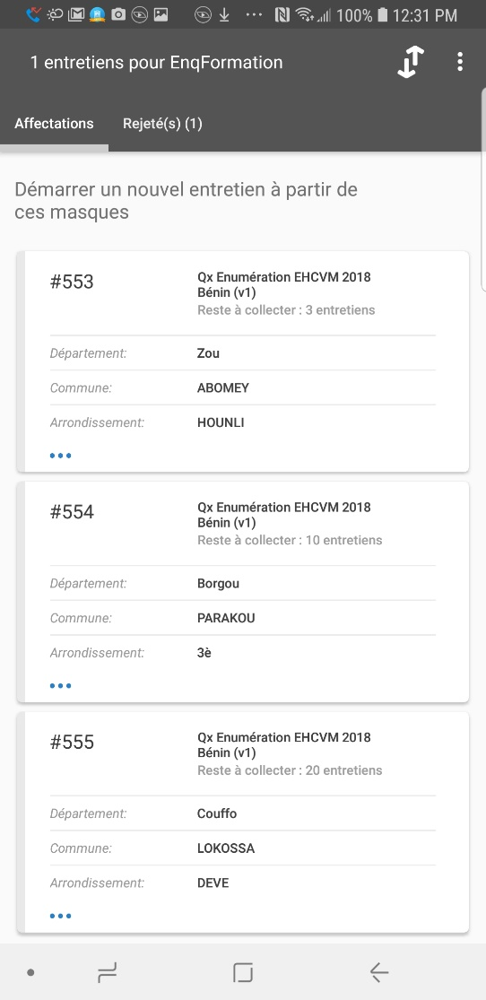 100% 12:31 PM
1 entretiens pour EnqFormation
Affectations Rejeté(s) (1)
Démarrer un nouvel entretien à partir de
ces masques
#553 Qx Enumération EHCVM 2018
Bénin (v1)
Reste à collecter : 3 entretiens
Département: Zou
Commune: ABOMEY
Arrondissement: HOUNLI
#554 Qx Enumération EHCVM 2018
Bénin (v1)
Reste à collecter : 10 entretiens
Département: Borgou
Commune: PARAKOU
Arrondissement: 3è
#555 Qx Enumération EHCVM 2018
Bénin (v1)
Reste à collecter : 20 entretiens
Département: Couffo
Commune: LOKOSSA
Arrondissement: DEVE